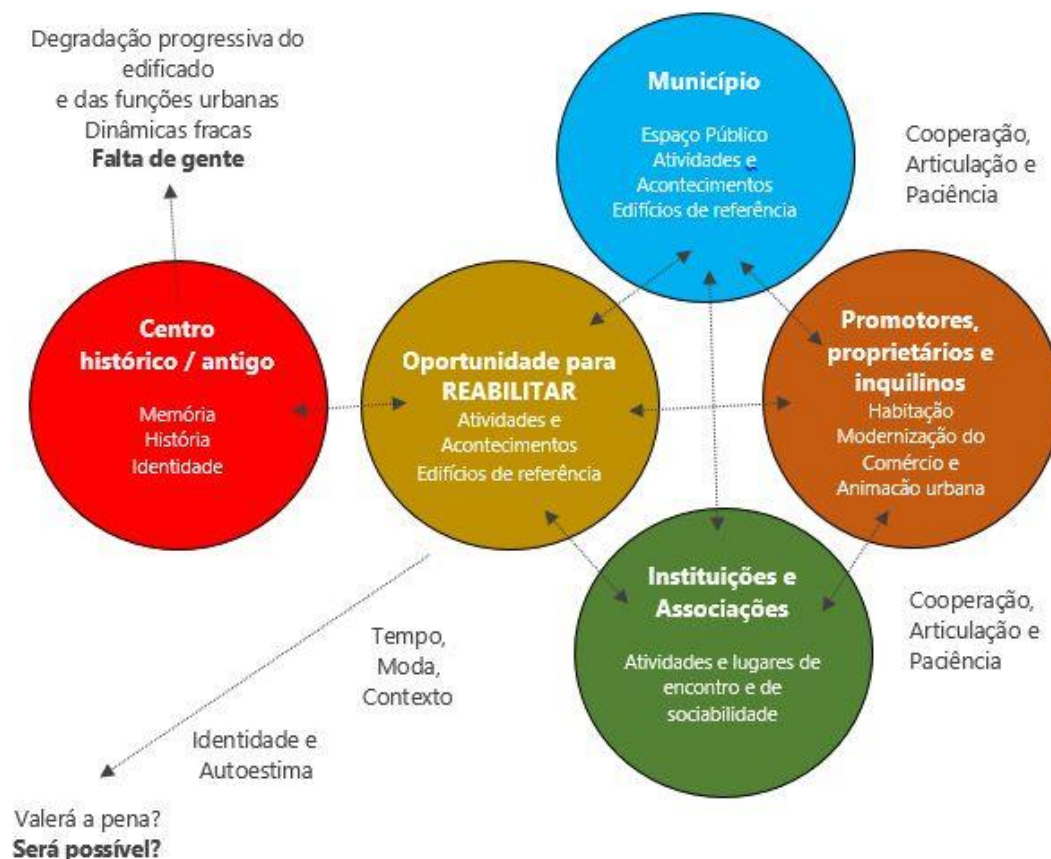 Degradação progressiva do
edificado
e das funções urbanas
Dinâmicas fracas
Falta de gente
Município
Espaço Público
Atividades e
Acontecimentos
Edifícios de referência
Cooperação,
Articulação e
Paciência
Centro
histórico / antigo
Memória
História
Identidade
Oportunidade para
REABILITAR
Atividades e
Acontecimentos
Edifícios de referência
Promotores,
proprietários e
inquilinos
Habitação
Modernização do
Comércio e
Animacão urbana
Instituições e
Associações
Atividades e lugares de
encontro e de
sociabilidade
Cooperação,
Articulação e
Paciência
Tempo,
Moda,
Contexto
Identidade e
Autoestima
Valerá a pena?
Será possível?